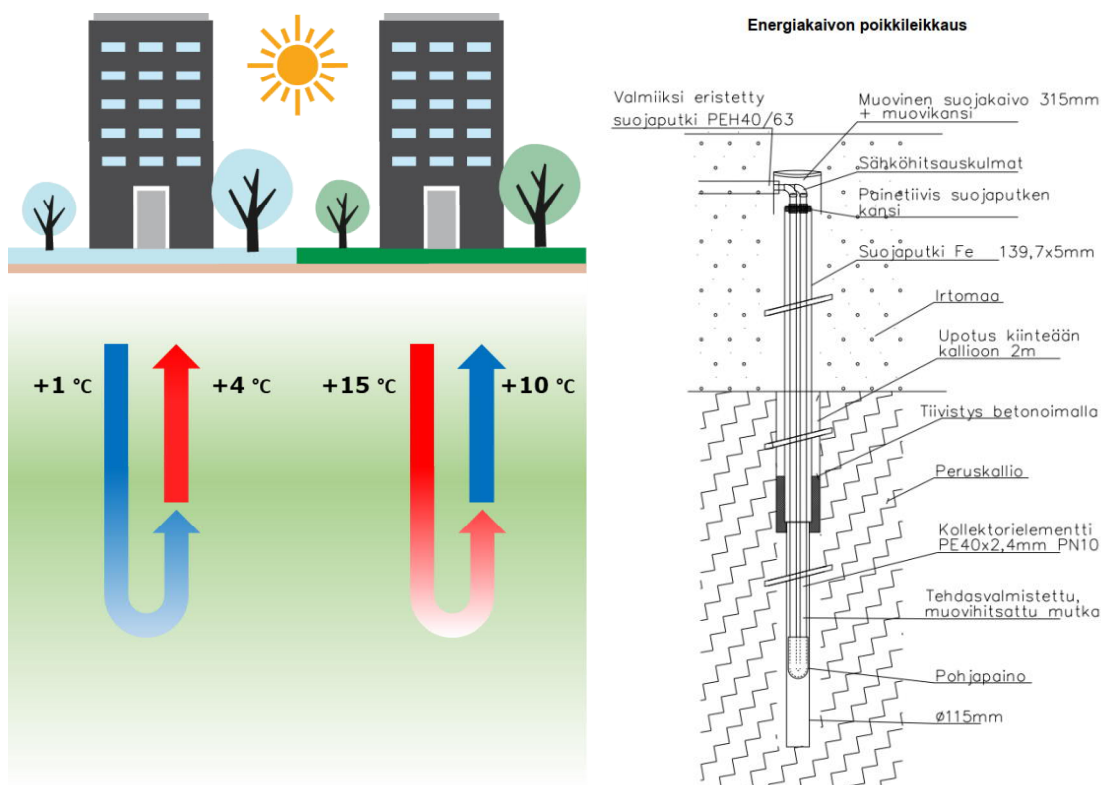 +1 °C
+4 °C
+15 °C
+10 °C
Energiakaivon poikkileikkaus
Valmiiksi eristetty
suojaputki PEH40/63
Muovinen suojakaivo 315mm
+ muovikansi
Sähköhitsauskulmat
Painetiivis suojaputken
kansi
Suojaputki Fe 139,7x5mm
Irtomaa
Upotus kiinteään
kallioon 2m
Tiivistys betonoimalla
Peruskallio
Kollektorielementti
PE40x2,4mm PN10
Tehdasvalmistettu,
muovihitsattu mutka
Pohjapaino
ø115mm